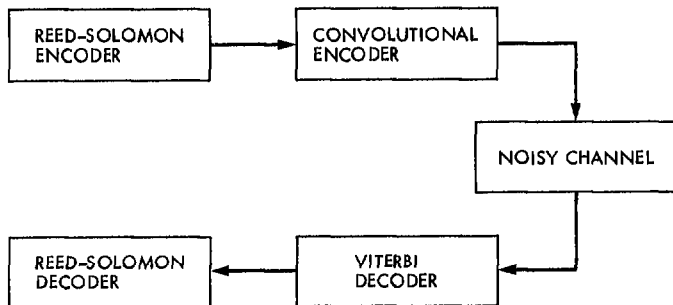 REED-SOLOMON
ENCODER
CONVOLUTIONAL
ENCODER
NOISY CHANNEL
REED-SOLOMON
DECODER
VITERBI
DECODER